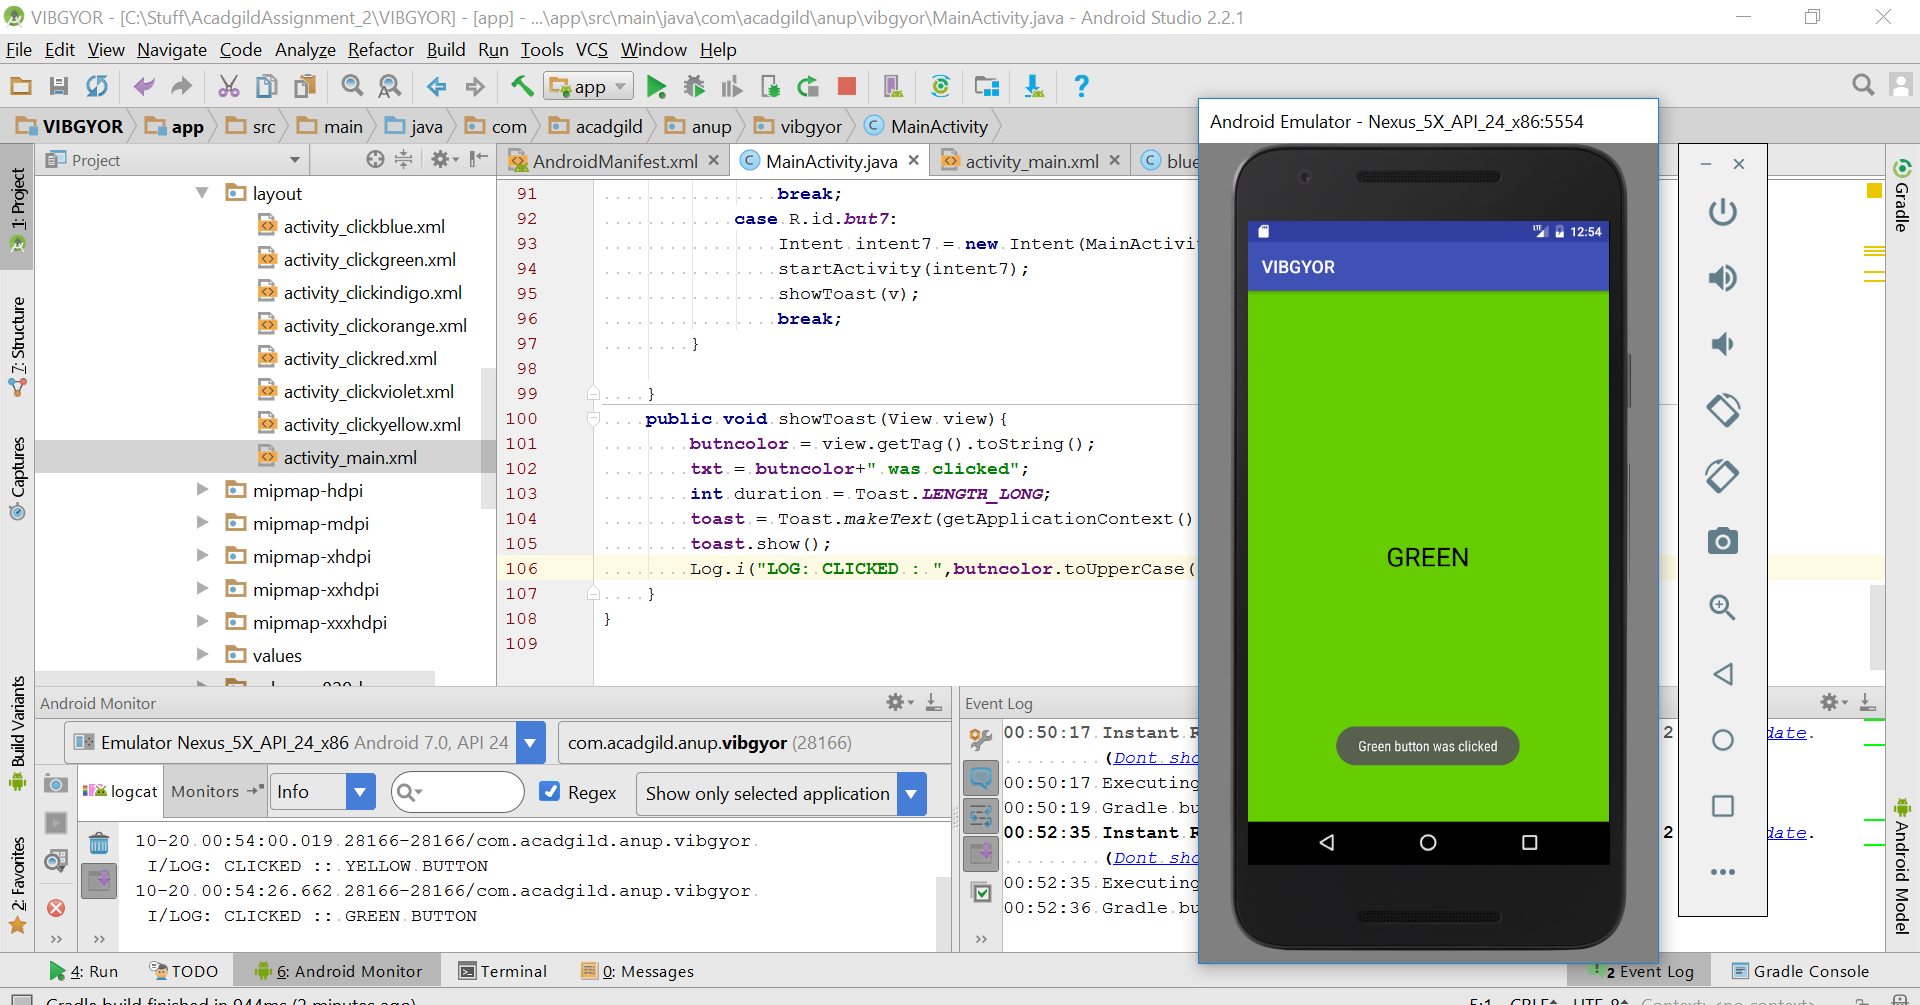 VIBGYOR - [C:\Stuff\AcadgildAssignment_2\VIBGYOR] - [app] - ...\app\src\main\java\com\acadgild\anup\vibgyor\MainActivity.java - Android Studio 2.2.1
File Edit View Navigate Code Analyze Refactor Build Run Tools VCS Window Help
app
VIBGYOR app src main java com acadgild anup vibgyor MainActivity
Project
AndroidManifest.xml MainActivity.java activity_main.xml blue
1: Project
7: Structure
Captures
Build Variants
2: Favorites
layout
activity_clickblue.xml
activity_clickgreen.xml
activity_clickindigo.xml
activity_clickorange.xml
activity_clickred.xml
activity_clickviolet.xml
activity_clickyellow.xml
activity_main.xml
mipmap-hdpi
mipmap-mdpi
mipmap-xhdpi
mipmap-xxhdpi
mipmap-xxxhdpi
values
91 break;
92 case R.id.but7:
93 Intent intent7 = new Intent(MainActivi
94 startActivity(intent7);
95 showToast(v);
96 break;
97 }
98
99 }
100 public void showToast(View view){
101 butncolor = view.getTag().toString();
102 txt = butncolor+" was clicked";
103 int duration = Toast.LENGTH_LONG;
104 toast = Toast.makeText(getApplicationContext()
105 toast.show();
106 Log.i("LOG: CLICKED : ",butncolor.toUpperCase(
107 }
108 }
109
Android Emulator - Nexus_5X_API_24_x86:5554
LTE 12:54
VIBGYOR
GREEN
Green button was clicked
Gradle
Android Model
Android Monitor
Emulator Nexus_5X_API_24_x86 Android 7.0, API 24
com.acadgild.anup.vibgyor (28166)
logcat Monitors Info Regex Show only selected application
10-20 00:54:00.019 28166-28166/com.acadgild.anup.vibgyor
I/LOG: CLICKED :: YELLOW BUTTON
10-20 00:54:26.662 28166-28166/com.acadgild.anup.vibgyor
I/LOG: CLICKED :: GREEN BUTTON
Event Log
00:50:17 Instant R 2 date.
(Dont sho
00:50:17 Executing
00:50:19 Gradle bu
00:52:35 Instant R 2 date.
(Dont sho
00:52:35 Executing
00:52:36 Gradle bu
4: Run TODO 6: Android Monitor Terminal 0: Messages 2 Event Log Gradle Console
Gradle build finished in 944ms (2 minutes ago) 5:1 CRLF UTF-8 Context: <no context>